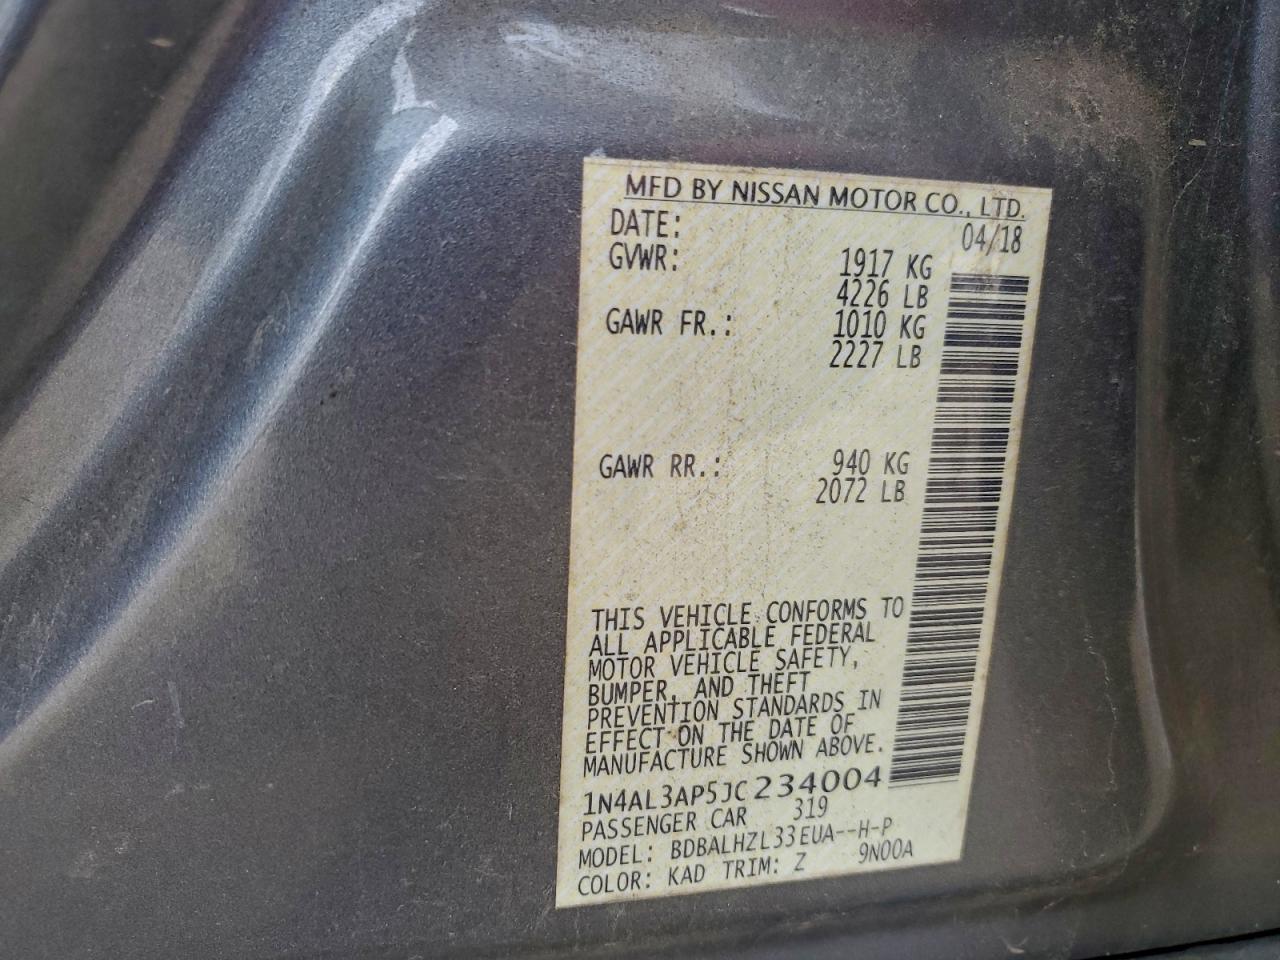 MFD BY NISSAN MOTOR CO., LTD.
DATE: 04/18
GVWR: 1917 KG
4226 LB
GAWR FR.: 1010 KG
2227 LB
GAWR RR.: 940 KG
2072 LB
THIS VEHICLE CONFORMS TO
ALL APPLICABLE FEDERAL
MOTOR VEHICLE SAFETY,
BUMPER, AND THEFT
PREVENTION STANDARDS IN
EFFECT ON THE DATE OF
MANUFACTURE SHOWN ABOVE.
1N4AL3AP5JC234004
PASSENGER CAR 319
MODEL: BDBALHZL33EUA--H-P
COLOR: KAD TRIM: Z 9N00A